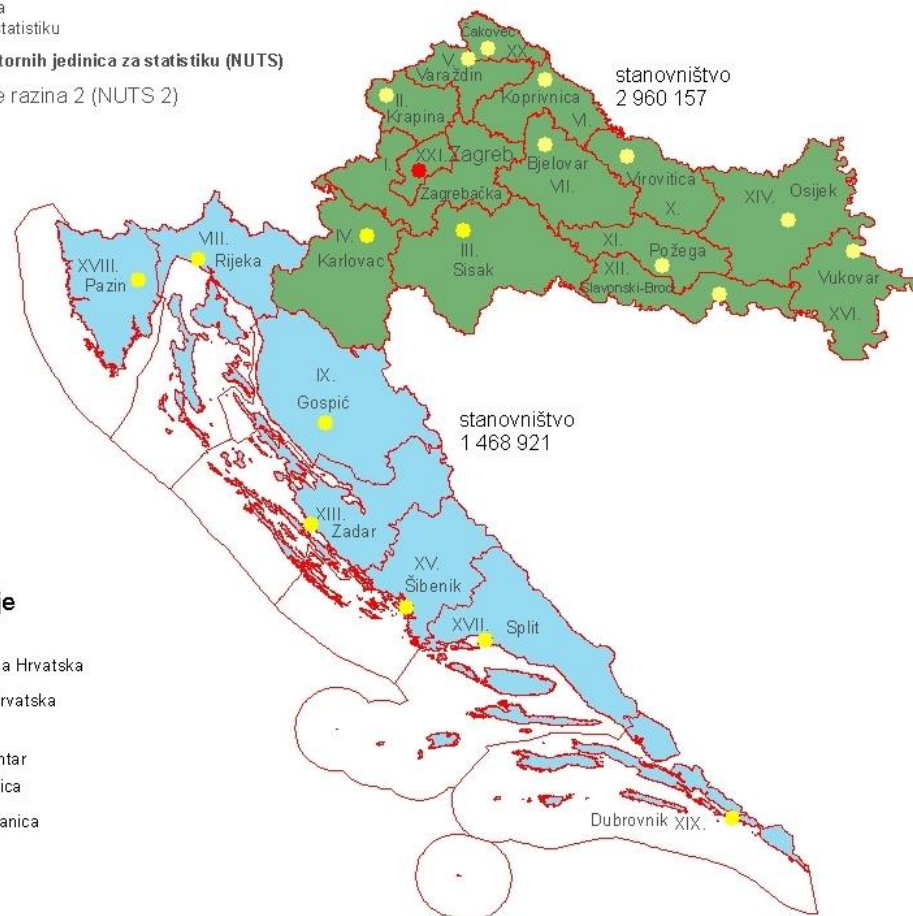 statistiku
tornih jedinica za statistiku (NUTS)
e razina 2 (NUTS 2)
Čakovec
XX.
V.
Varaždin
stanovništvo
2 960 157
II.
Krapina
Koprivnica
VI.
I.
XXI. Zagreb
Zagrebačka
Bjelovar
VII.
Virovitica
X.
XIV. Osijek
IV.
Karlovac
III.
Sisak
XI.
Požega
XII.
Slavonski-Brod
Vukovar
XVI.
VIII.
Rijeka
XVIII.
Pazin
IX.
Gospić
stanovništvo
1 468 921
XIII.
Zadar
XV.
Šibenik
XVII. Split
je
a Hrvatska
rvatska
ntar
ica
anica
Dubrovnik XIX.